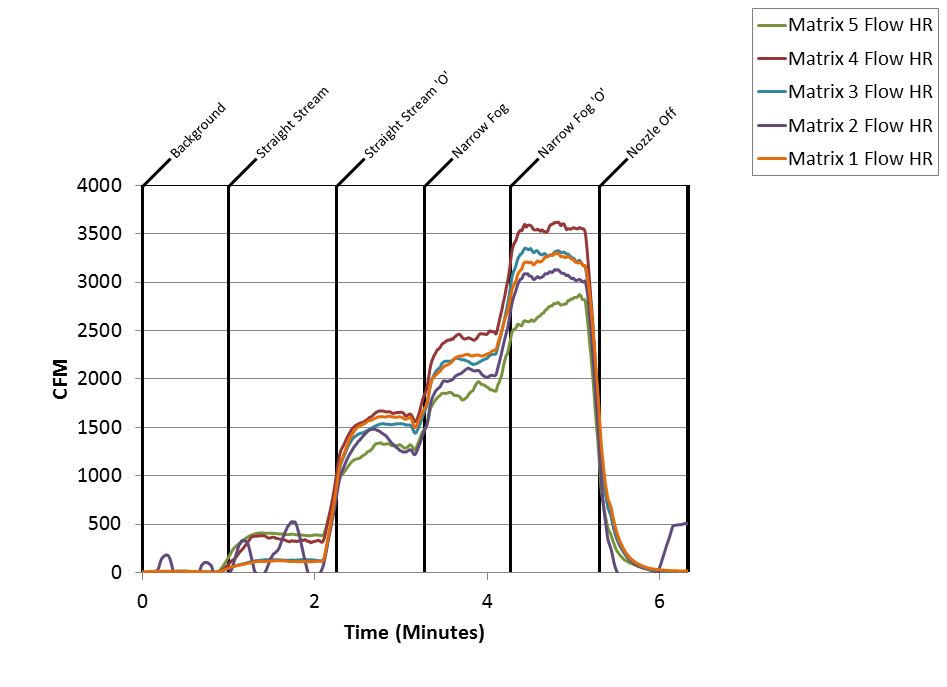 Matrix 5 Flow HR
Matrix 4 Flow HR
Matrix 3 Flow HR
Matrix 2 Flow HR
Matrix 1 Flow HR
Background
Straight Stream
Straight Stream 'O'
Narrow Fog
Narrow Fog 'O'
Nozzle Off
4000
3500
3000
2500
2000
1500
1000
500
0
CFM
0 2 4 6
Time (Minutes)